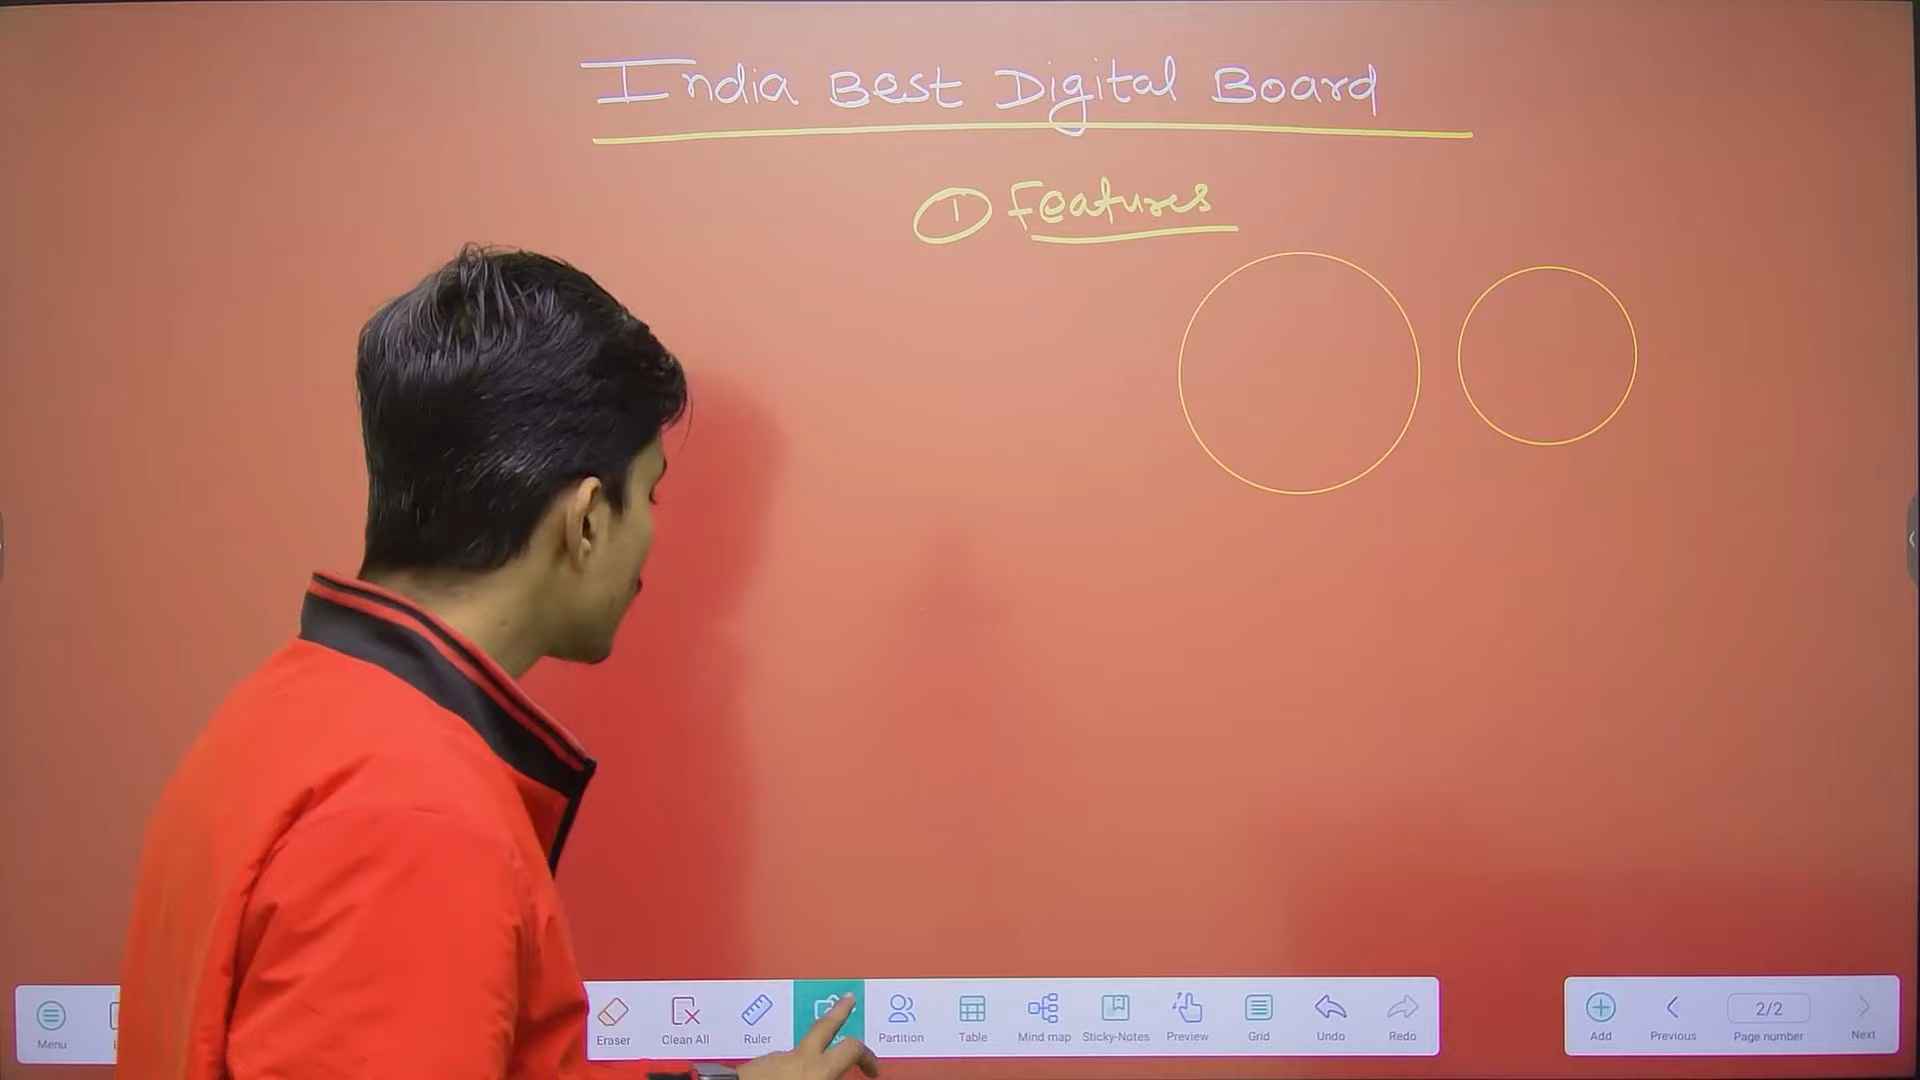 India Best Digital Board
① Features
Menu
Eraser
Clean All
Ruler
Partition
Table
Mind map
Sticky-Notes
Preview
Grid
Undo
Redo
Add
Previous
2/2
Page number
Next